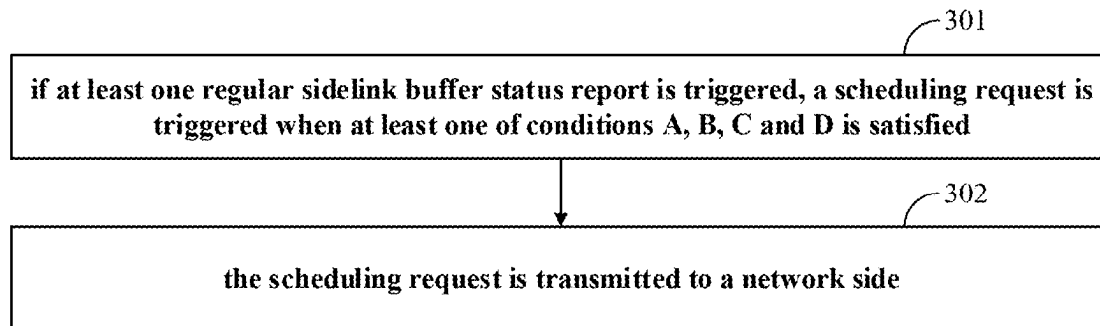 301
if at least one regular sidelink buffer status report is triggered, a scheduling request is
triggered when at least one of conditions A, B, C and D is satisfied
302
the scheduling request is transmitted to a network side